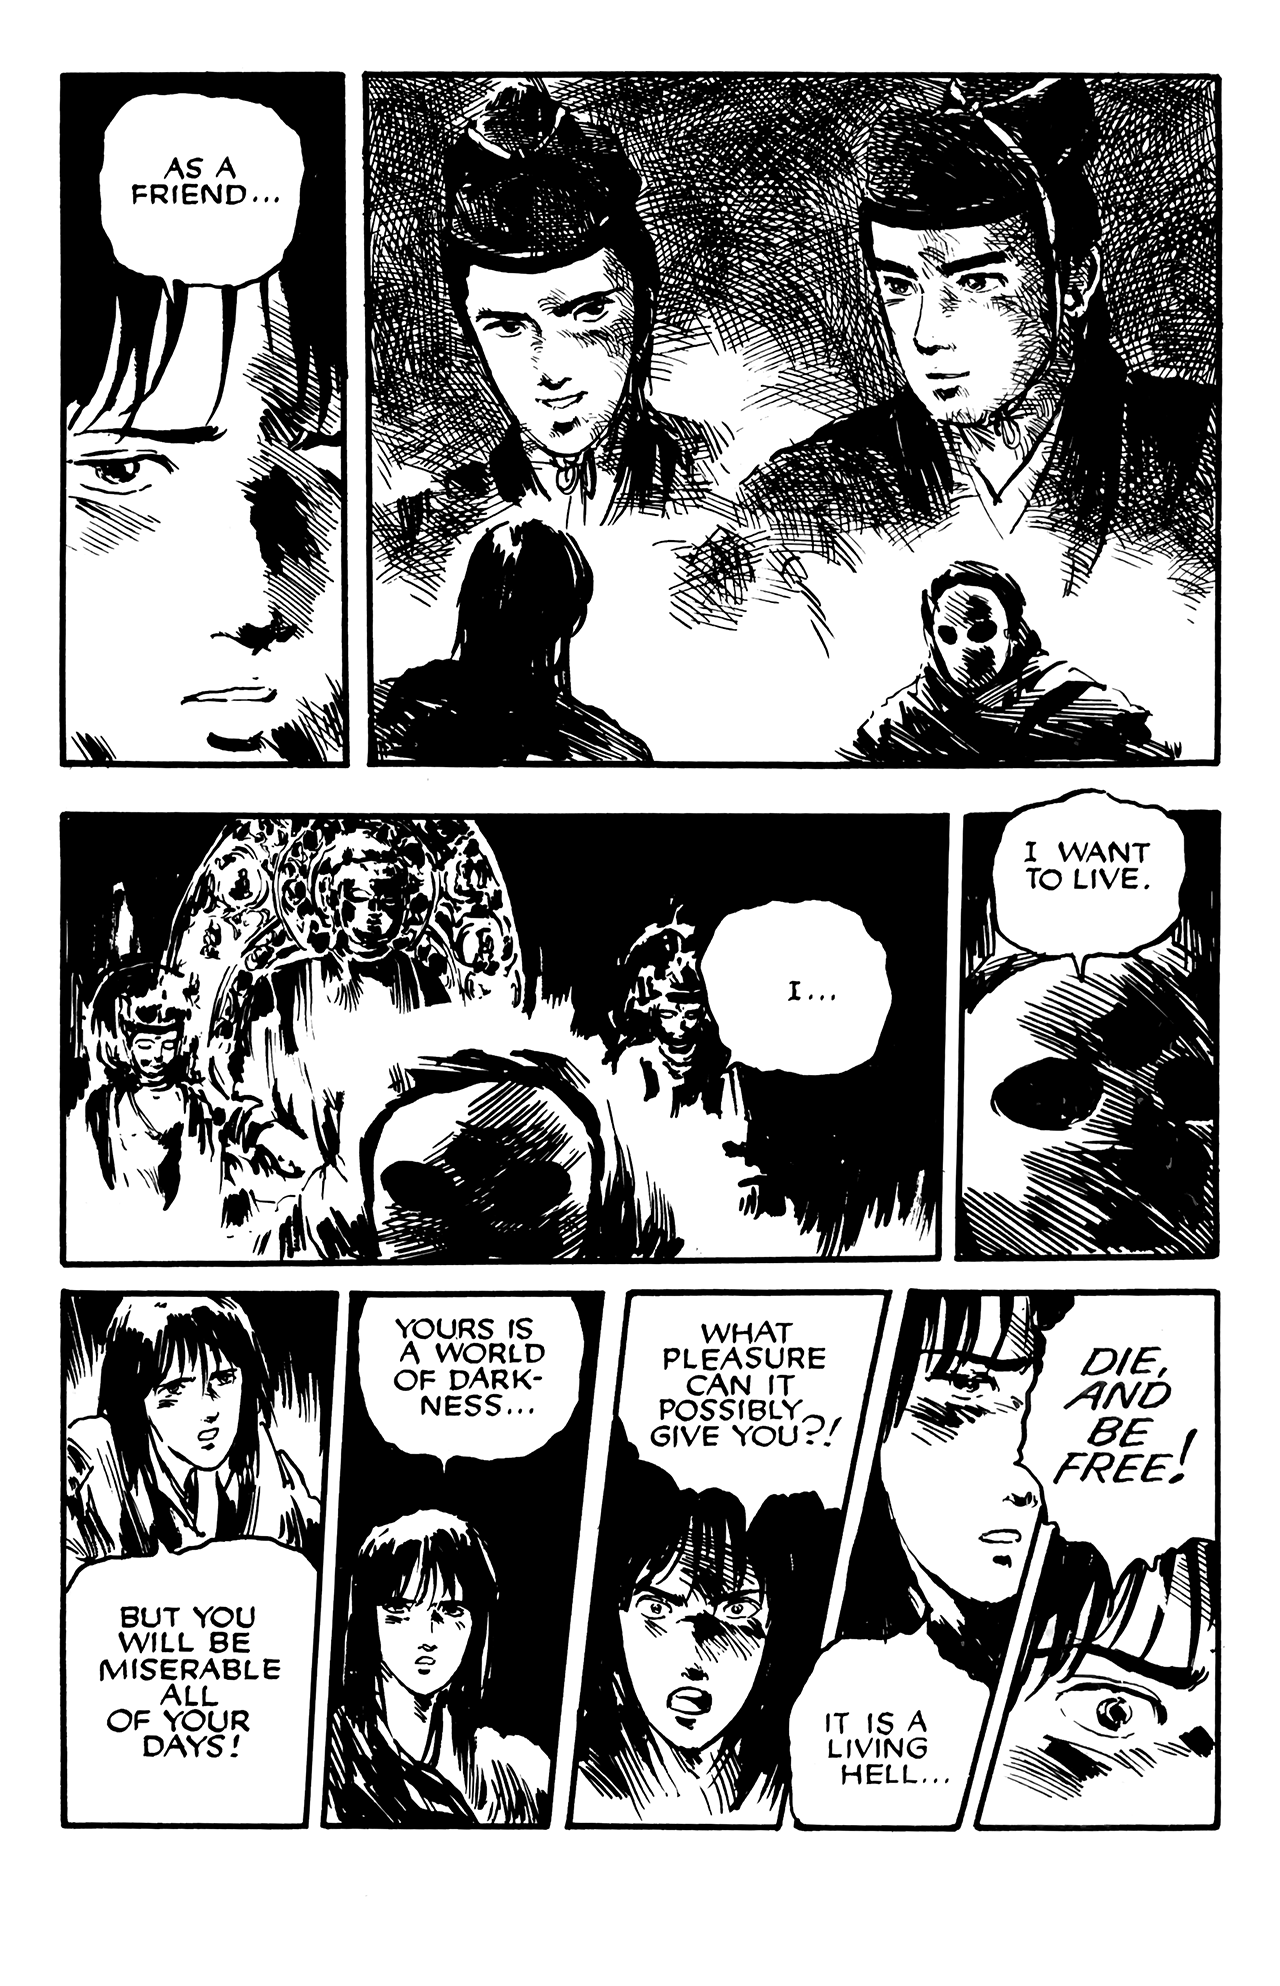 AS A
FRIEND...
I...
I WANT
TO LIVE.
BUT YOU
WILL BE
MISERABLE
ALL
OF YOUR
DAYS!
YOURS IS
A WORLD
OF DARK-
NESS...
WHAT
PLEASURE
CAN IT
POSSIBLY
GIVE YOU?!
IT IS A
LIVING
HELL...
DIE,
AND
BE
FREE!